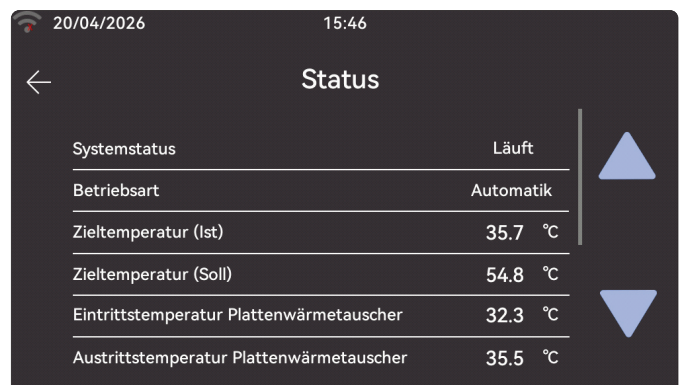 20/04/2026 15:46
Status
Systemstatus Läuft
Betriebsart Automatik
Zieltemperatur (Ist) 35.7 °C
Zieltemperatur (Soll) 54.8 °C
Eintrittstemperatur Plattenwärmetauscher 32.3 °C
Austrittstemperatur Plattenwärmetauscher 35.5 °C